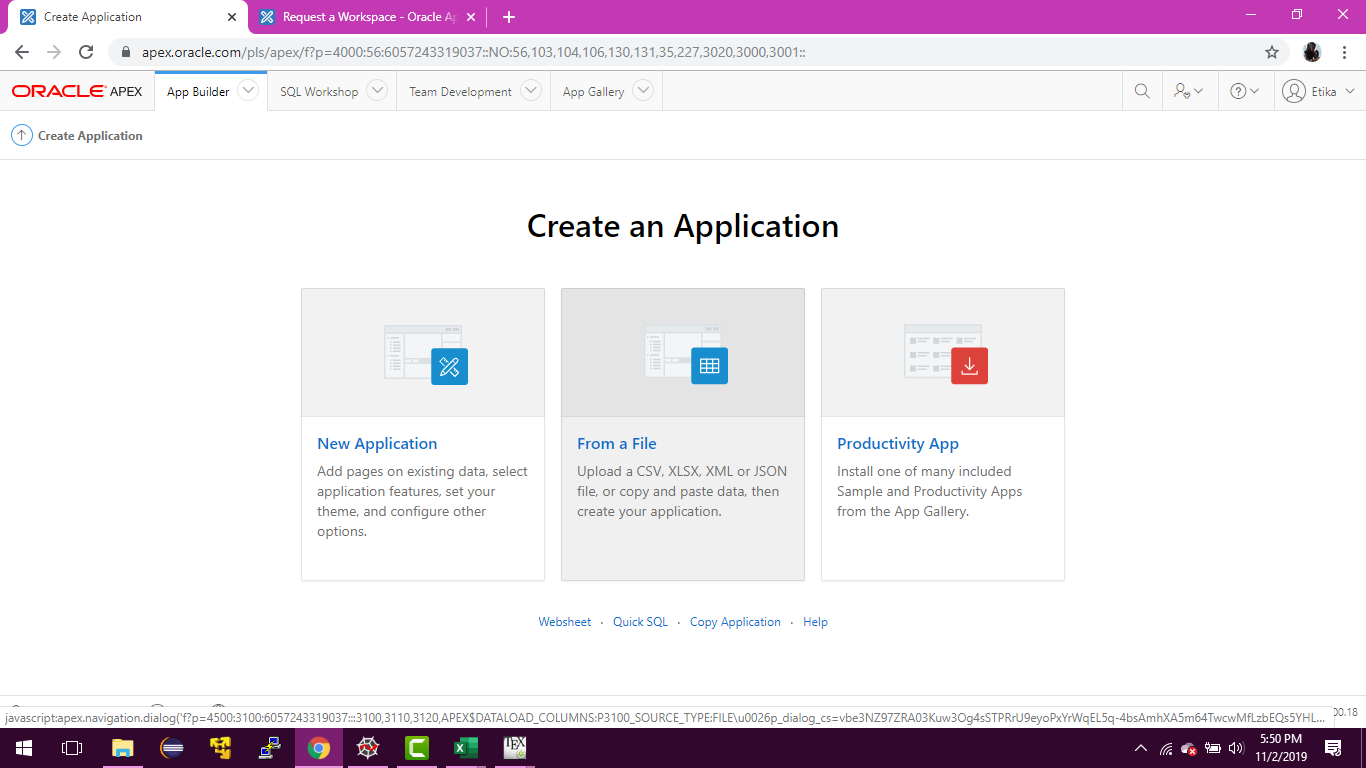 Create Application
Request a Workspace - Oracle Ap
apex.oracle.com/pls/apex/f?p=4000:56:6057243319037::NO:56,103,104,106,130,131,35,227,3020,3000,3001::
ORACLE APEX
App Builder
SQL Workshop
Team Development
App Gallery
Etika
Create Application
Create an Application
New Application
Add pages on existing data, select
application features, set your
theme, and configure other
options.
From a File
Upload a CSV, XLSX, XML or JSON
file, or copy and paste data, then
create your application.
Productivity App
Install one of many included
Sample and Productivity Apps
from the App Gallery.
Websheet · Quick SQL · Copy Application · Help
javascript:apex.navigation.dialog('f?p=4500:3100:6057243319037:::3100,3110,3120,APEX$DATALOAD_COLUMNS:P3100_SOURCE_TYPE:FILE\u0026p_dialog_cs=vbe3NZ97ZRA03Kuw3Og4sSTPRrU9eyoPxYrWqEL5q-4bsAmhXA5m64TwcwMfLzbEQs5YHL...
00.18
TEX
5:50 PM
11/2/2019